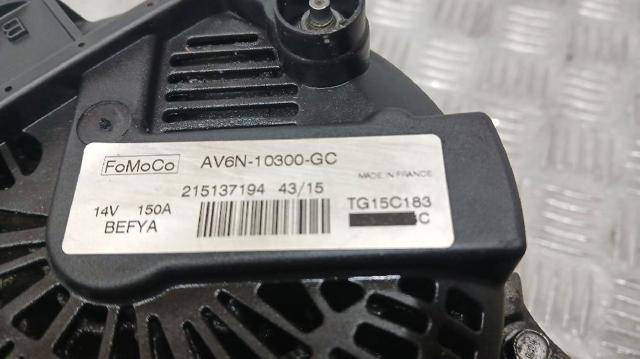 FoMoCo AV6N-10300-GC
MADE IN FRANCE
215137194 43/15
14V 150A TG15C183
BEFYA C